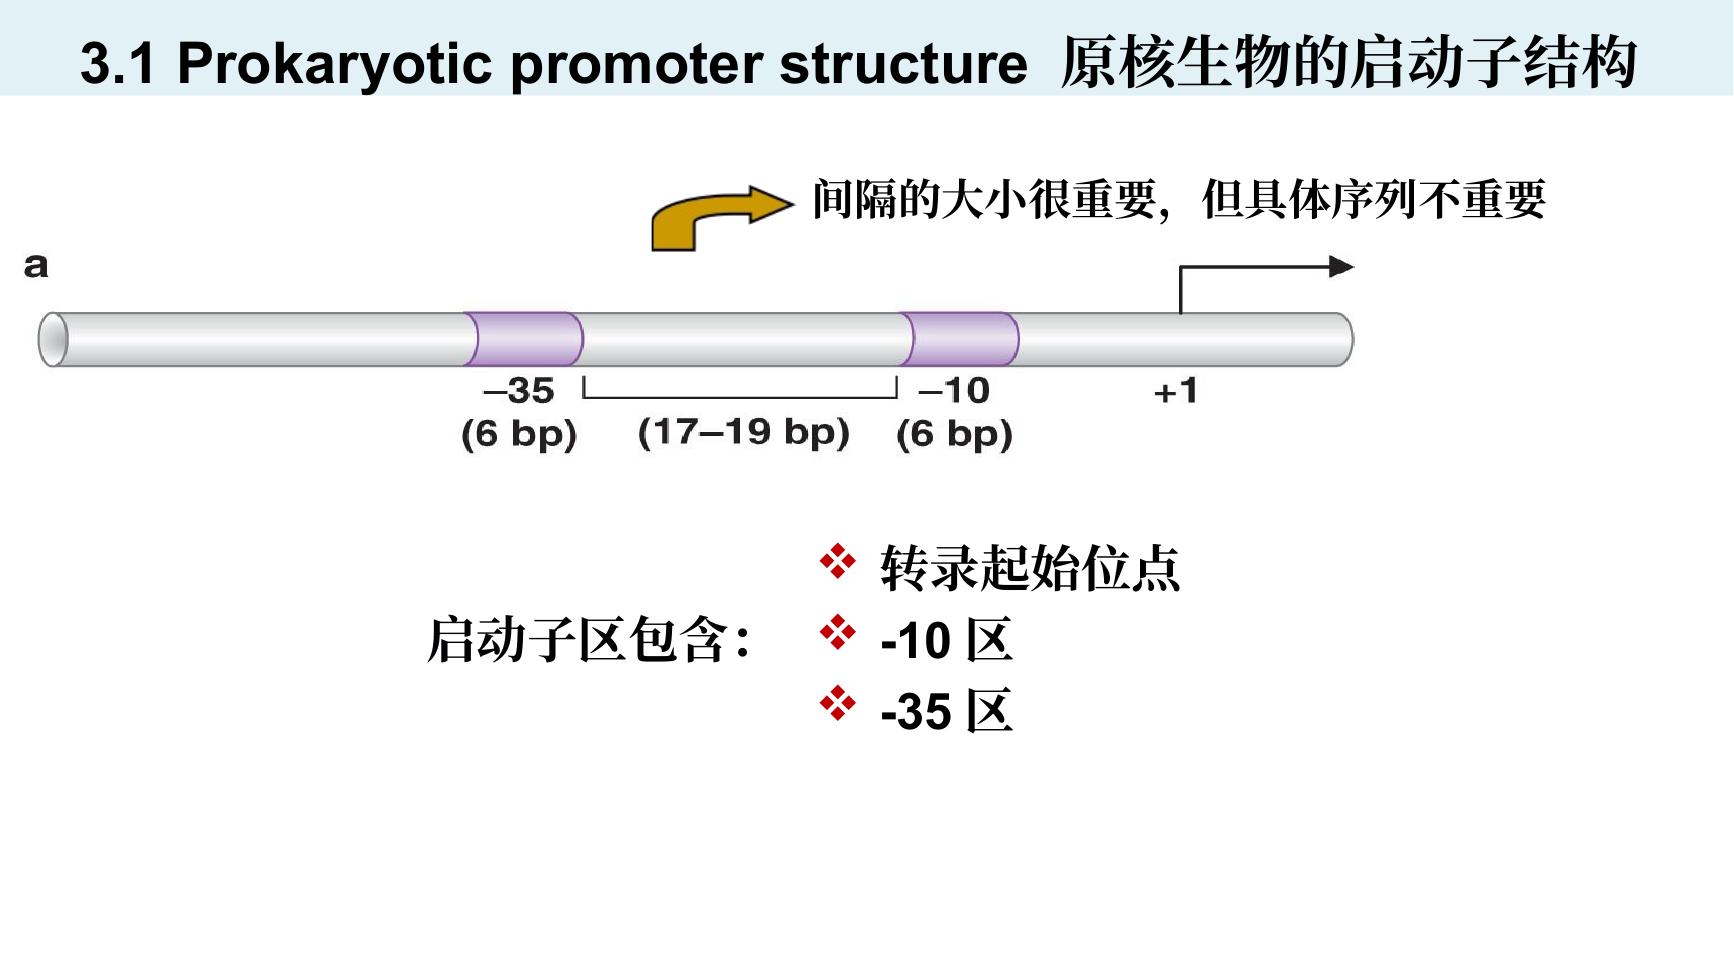 3.1 Prokaryotic promoter structure 原核生物的启动子结构
间隔的大小很重要，但具体序列不重要
a
–35 –10 +1
(6 bp) (17–19 bp) (6 bp)
转录起始位点
启动子区包含： -10 区
-35 区